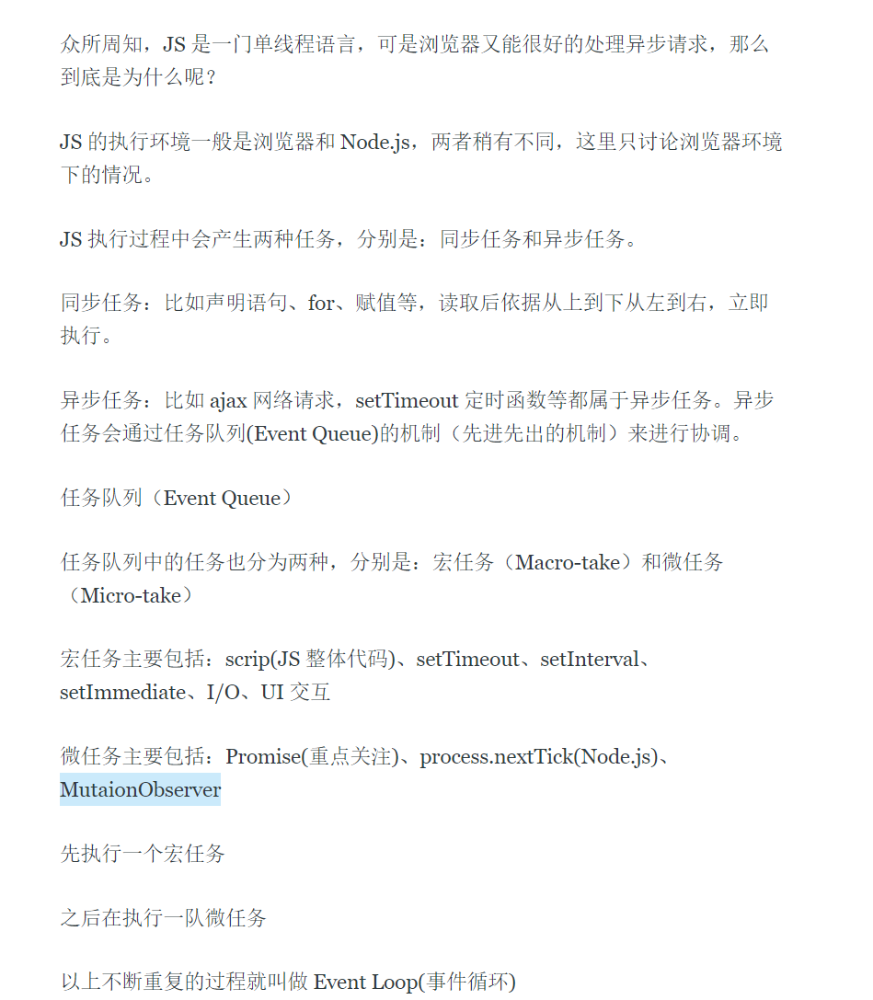 众所周知，JS 是一门单线程语言，可是浏览器又能很好的处理异步请求，那么
到底是为什么呢？
JS 的执行环境一般是浏览器和 Node.js，两者稍有不同，这里只讨论浏览器环境
下的情况。
JS 执行过程中会产生两种任务，分别是：同步任务和异步任务。
同步任务：比如声明语句、for、赋值等，读取后依据从上到下从左到右，立即
执行。
异步任务：比如 ajax 网络请求，setTimeout 定时函数等都属于异步任务。异步
任务会通过任务队列(Event Queue)的机制（先进先出的机制）来进行协调。
任务队列（Event Queue）
任务队列中的任务也分为两种，分别是：宏任务（Macro-take）和微任务
（Micro-take）
宏任务主要包括：scrip(JS 整体代码)、setTimeout、setInterval、
setImmediate、I/O、UI 交互
微任务主要包括：Promise(重点关注)、process.nextTick(Node.js)、
MutaionObserver
先执行一个宏任务
之后在执行一队微任务
以上不断重复的过程就叫做 Event Loop(事件循环)